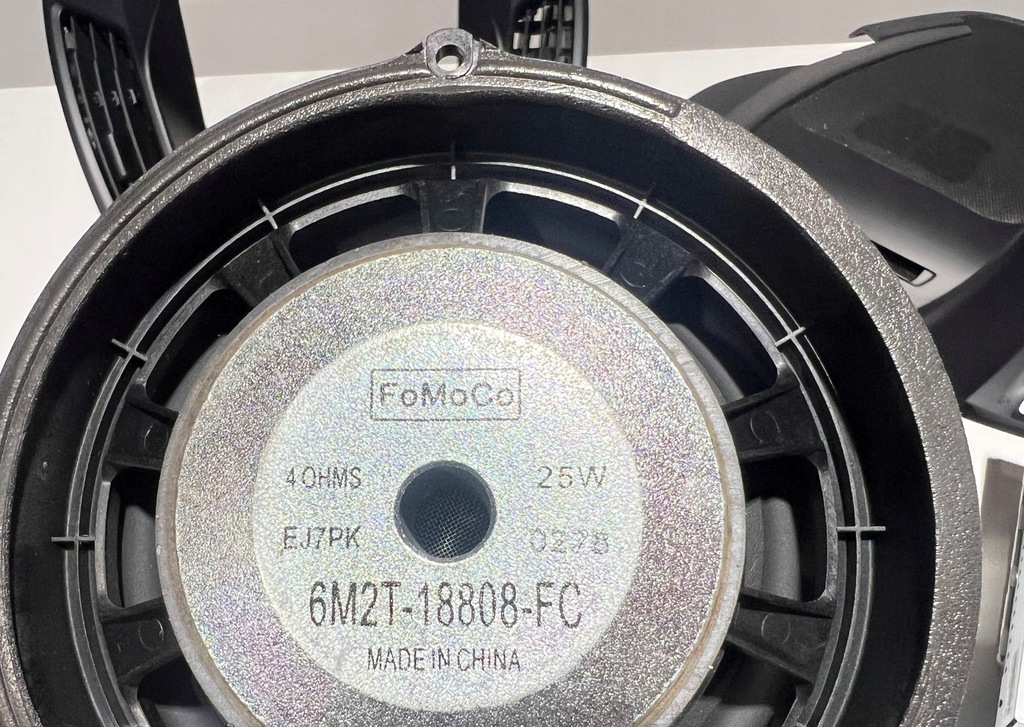 FoMoCo
4 OHMS 25W
EJ7PK 0278
6M2T-18808-FC
MADE IN CHINA